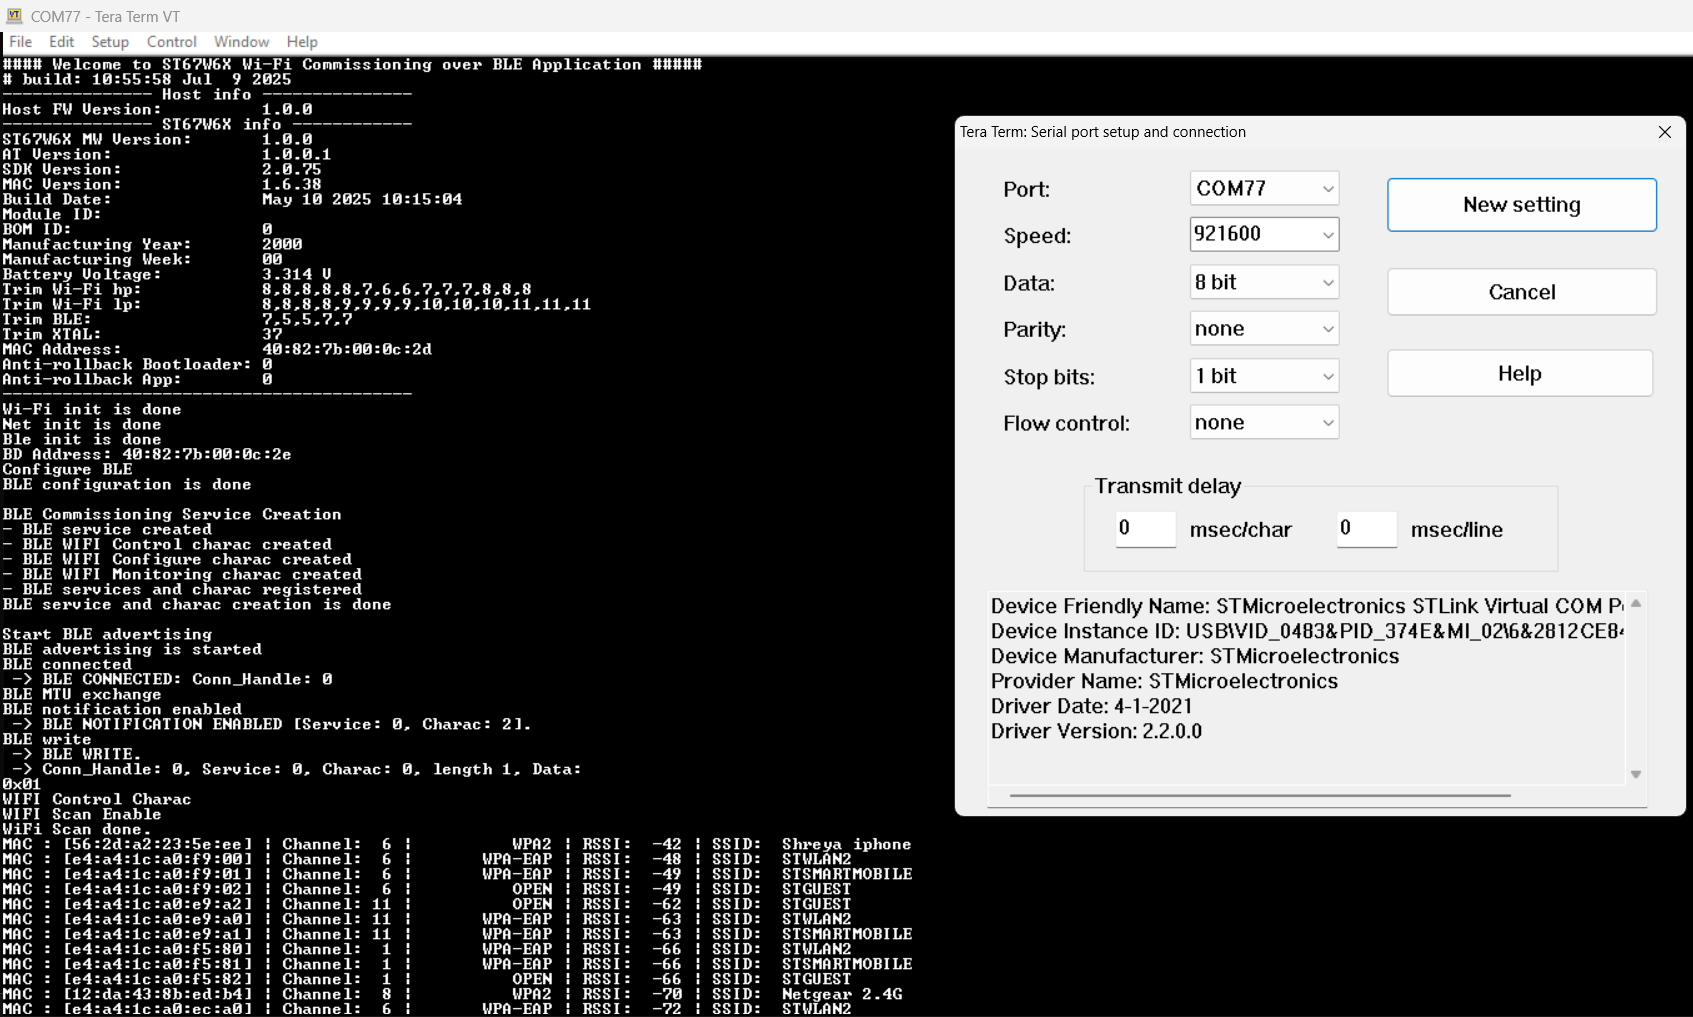 COM77 - Tera Term VT
File Edit Setup Control Window Help
#### Welcome to ST67W6X Wi-Fi Commissioning over BLE Application #####
# build: 10:55:58 Jul  9 2025
--------------- Host info ---------------
Host FW Version:          1.0.0
--------------- ST67W6X info ------------
ST67W6X MW Version:       1.0.0
AT Version:               1.0.0.1
SDK Version:              2.0.75
MAC Version:              1.6.38
Build Date:               May 10 2025 10:15:04
Module ID:
BOM ID:                   0
Manufacturing Year:       2000
Manufacturing Week:       00
Battery Voltage:          3.314 V
Trim Wi-Fi hp:            8,8,8,8,8,7,6,6,7,7,7,8,8,8
Trim Wi-Fi lp:            8,8,8,8,9,9,9,9,10,10,10,11,11,11
Trim BLE:                 7,5,5,7,7
Trim XTAL:                37
MAC Address:              40:82:7b:00:0c:2d
Anti-rollback Bootloader: 0
Anti-rollback App:        0
-----------------------------------------
Wi-Fi init is done
Net init is done
Ble init is done
BD Address: 40:82:7b:00:0c:2e
Configure BLE
BLE configuration is done
BLE Commissioning Service Creation
- BLE service created
- BLE WIFI Control charac created
- BLE WIFI Configure charac created
- BLE WIFI Monitoring charac created
- BLE services and charac registered
BLE service and charac creation is done
Start BLE advertising
BLE advertising is started
BLE connected
 -> BLE CONNECTED: Conn_Handle: 0
BLE MTU exchange
BLE notification enabled
 -> BLE NOTIFICATION ENABLED [Service: 0, Charac: 2].
BLE write
 -> BLE WRITE.
 -> Conn_Handle: 0, Service: 0, Charac: 0, length 1, Data:
0x01
WIFI Control Charac
WIFI Scan Enable
WiFi Scan done.
MAC : [56:2d:a2:23:5e:ee] | Channel:  6 |          WPA2 | RSSI:  -42 | SSID:  Shreya iphone
MAC : [e4:a4:1c:a0:f9:00] | Channel:  6 |       WPA-EAP | RSSI:  -48 | SSID:  STWLAN2
MAC : [e4:a4:1c:a0:f9:01] | Channel:  6 |       WPA-EAP | RSSI:  -49 | SSID:  STSMARTMOBILE
MAC : [e4:a4:1c:a0:f9:02] | Channel:  6 |          OPEN | RSSI:  -49 | SSID:  STGUEST
MAC : [e4:a4:1c:a0:e9:a2] | Channel: 11 |          OPEN | RSSI:  -62 | SSID:  STGUEST
MAC : [e4:a4:1c:a0:e9:a0] | Channel: 11 |       WPA-EAP | RSSI:  -63 | SSID:  STWLAN2
MAC : [e4:a4:1c:a0:e9:a1] | Channel: 11 |       WPA-EAP | RSSI:  -63 | SSID:  STSMARTMOBILE
MAC : [e4:a4:1c:a0:f5:80] | Channel:  1 |       WPA-EAP | RSSI:  -66 | SSID:  STWLAN2
MAC : [e4:a4:1c:a0:f5:81] | Channel:  1 |       WPA-EAP | RSSI:  -66 | SSID:  STSMARTMOBILE
MAC : [e4:a4:1c:a0:f5:82] | Channel:  1 |          OPEN | RSSI:  -66 | SSID:  STGUEST
MAC : [12:da:43:8b:ed:b4] | Channel:  8 |          WPA2 | RSSI:  -70 | SSID:  Netgear 2.4G
MAC : [e4:a4:1c:a0:ec:a0] | Channel:  6 |       WPA-EAP | RSSI:  -72 | SSID:  STWLAN2
Tera Term: Serial port setup and connection
Port: COM77 New setting
Speed: 921600
Data: 8 bit Cancel
Parity: none
Stop bits: 1 bit Help
Flow control: none
Transmit delay
0 msec/char 0 msec/line
Device Friendly Name: STMicroelectronics STLink Virtual COM P
Device Instance ID: USB\VID_0483&PID_374E&MI_02\6&2812CE8
Device Manufacturer: STMicroelectronics
Provider Name: STMicroelectronics
Driver Date: 4-1-2021
Driver Version: 2.2.0.0